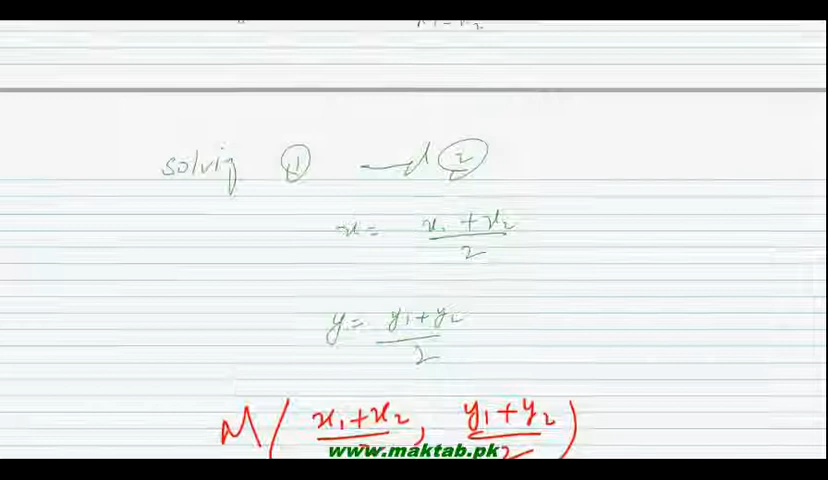 solving ① and ②
x = x₁ + x₂ / 2
y = y₁ + y₂ / 2
M ( x₁ + x₂ / 2 , y₁ + y₂ / 2 )
www.maktab.pk